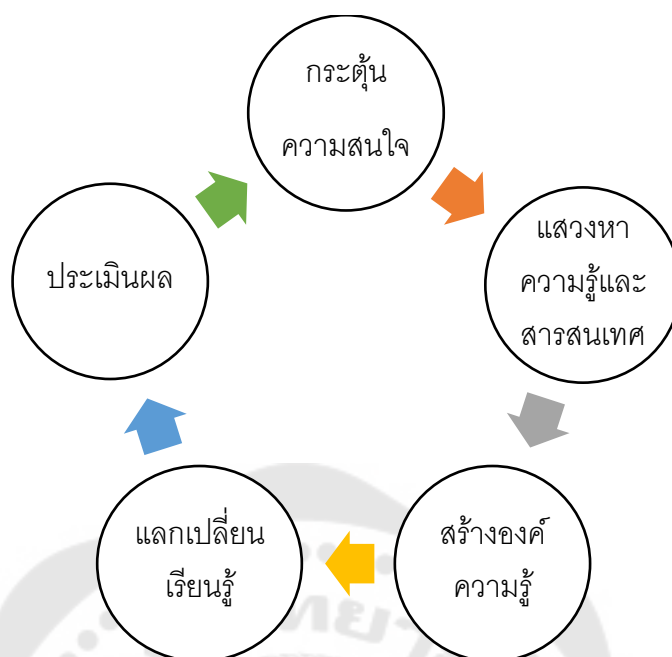 กระตุ้น
ความสนใจ
แสวงหา
ความรู้และ
สารสนเทศ
สร้างองค์
ความรู้
แลกเปลี่ยน
เรียนรู้
ประเมินผล